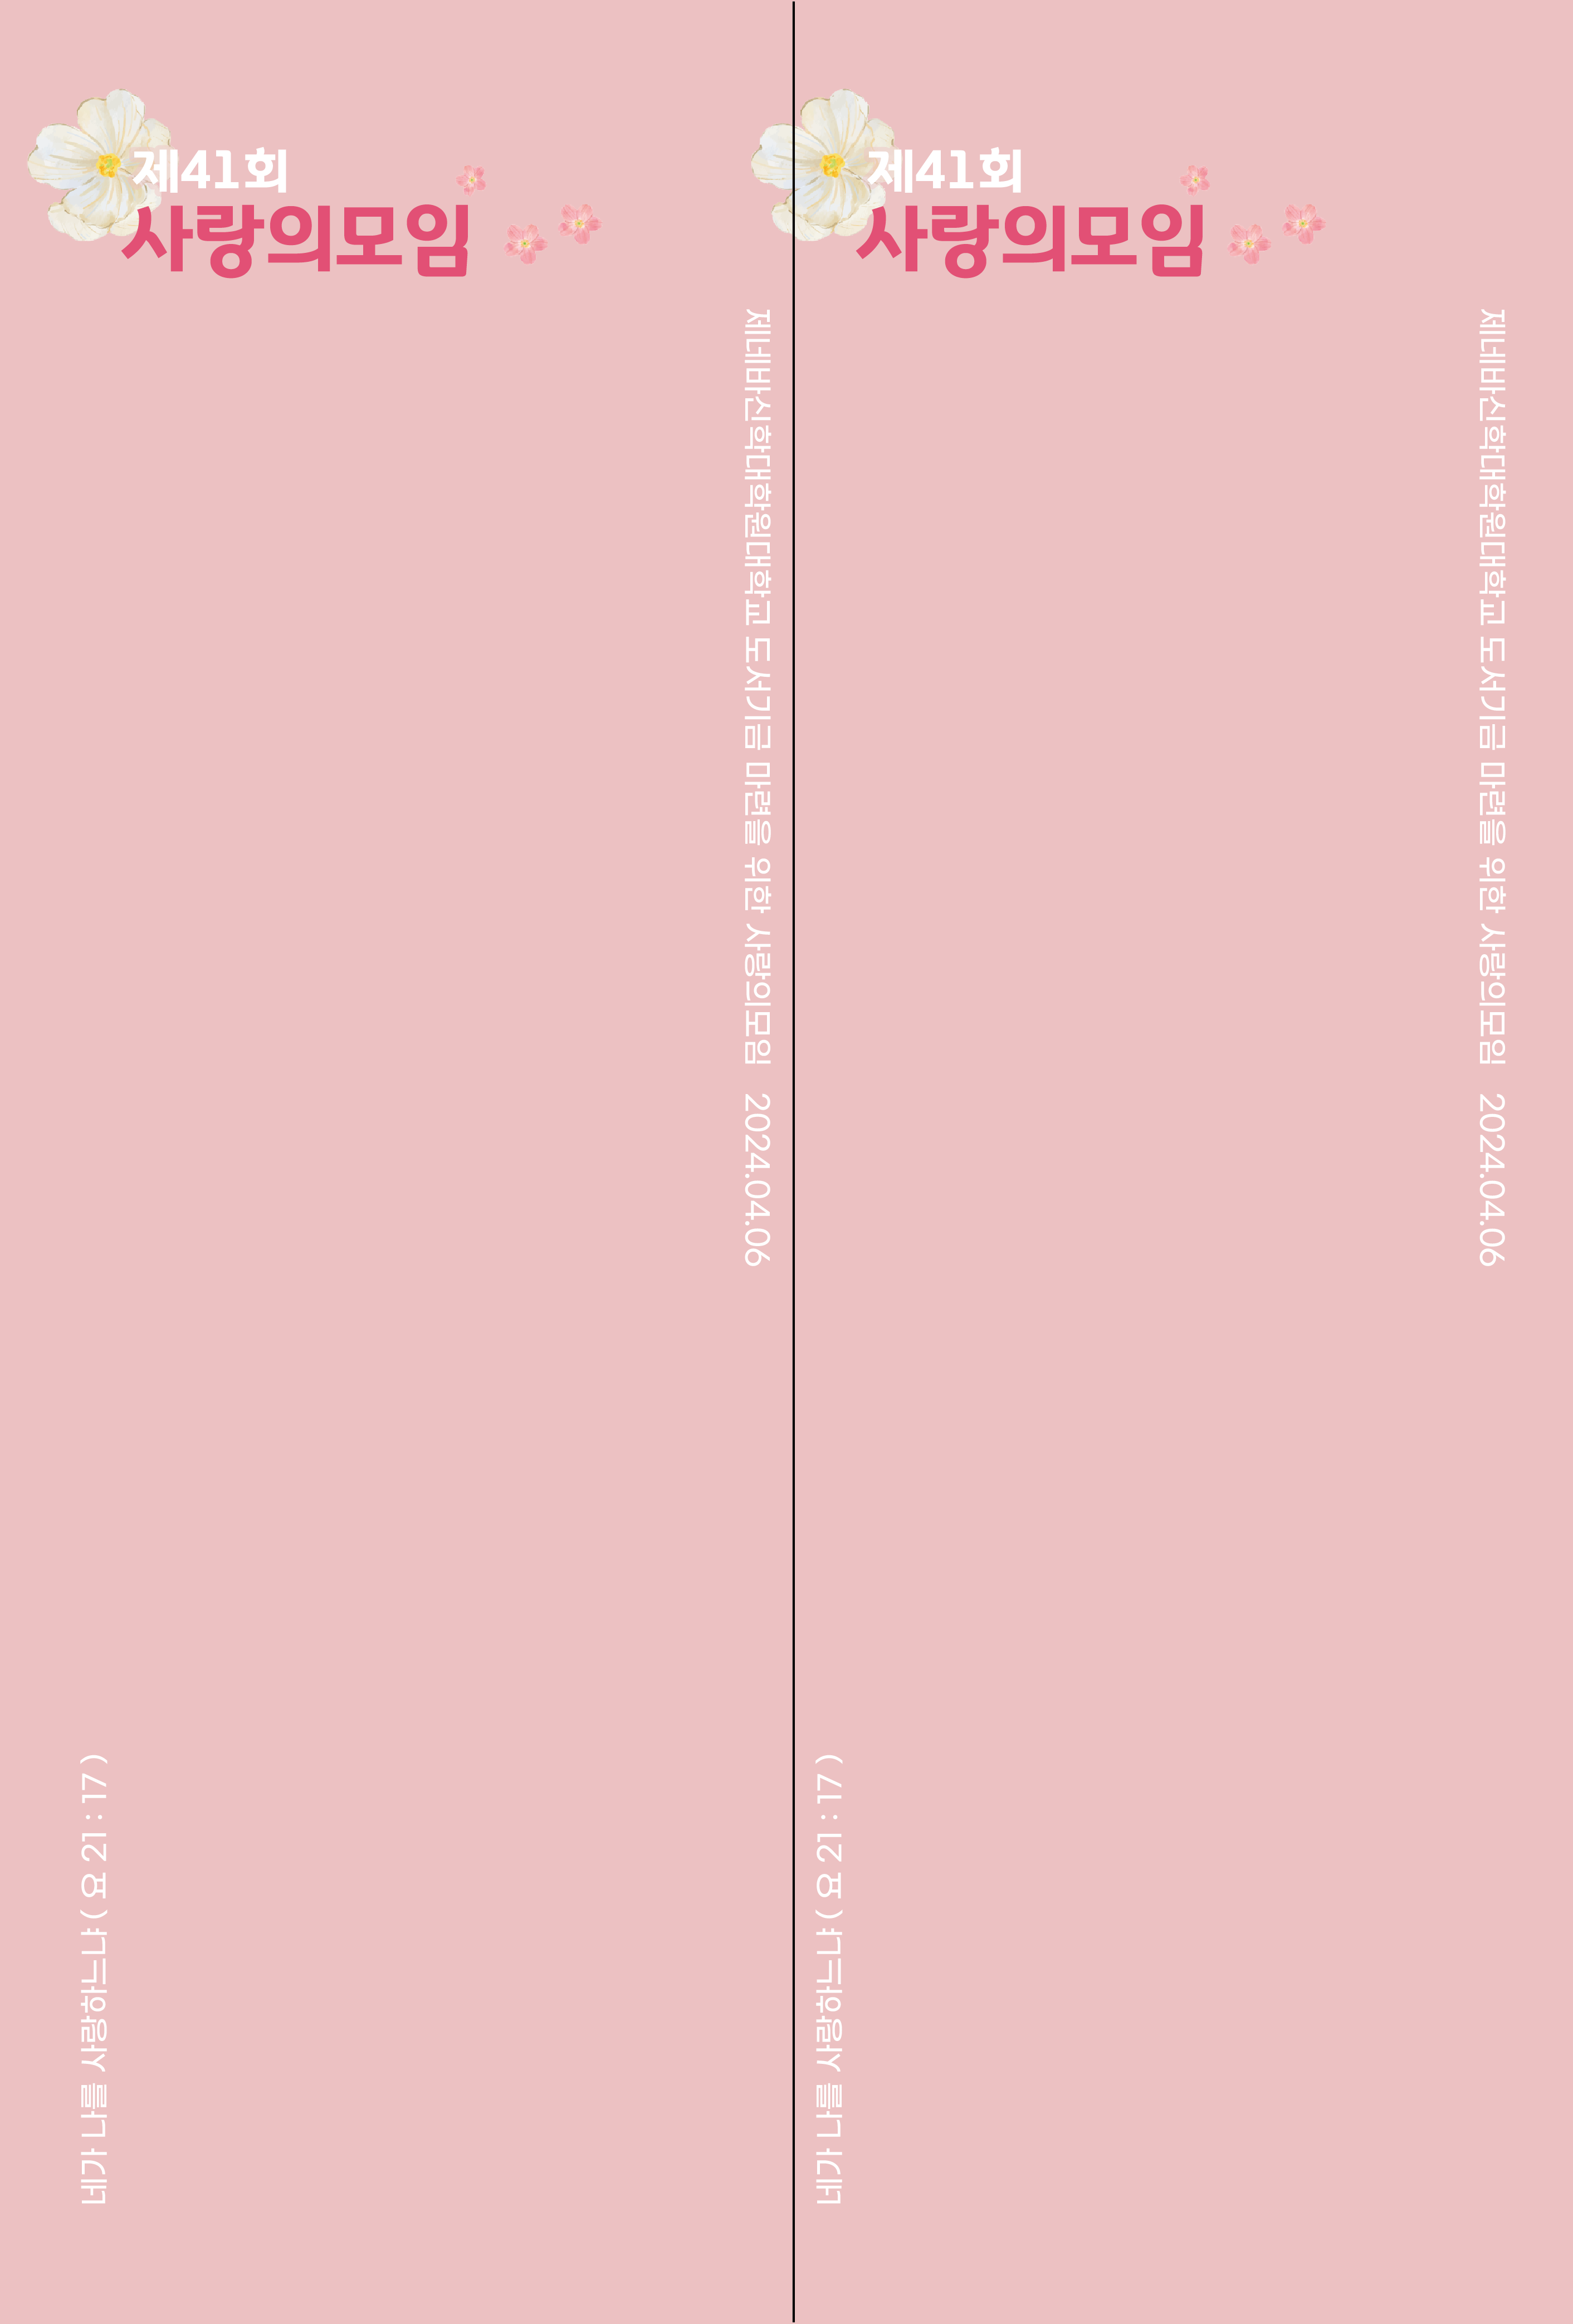 제41회
사랑의모임
제네바신학대학원대학교 도서기금 마련을 위한 사랑의모임 2024.04.06
네가 나를 사랑하느냐 ( 요 21 : 17 )
제41회
사랑의모임
제네바신학대학원대학교 도서기금 마련을 위한 사랑의모임 2024.04.06
네가 나를 사랑하느냐 ( 요 21 : 17 )